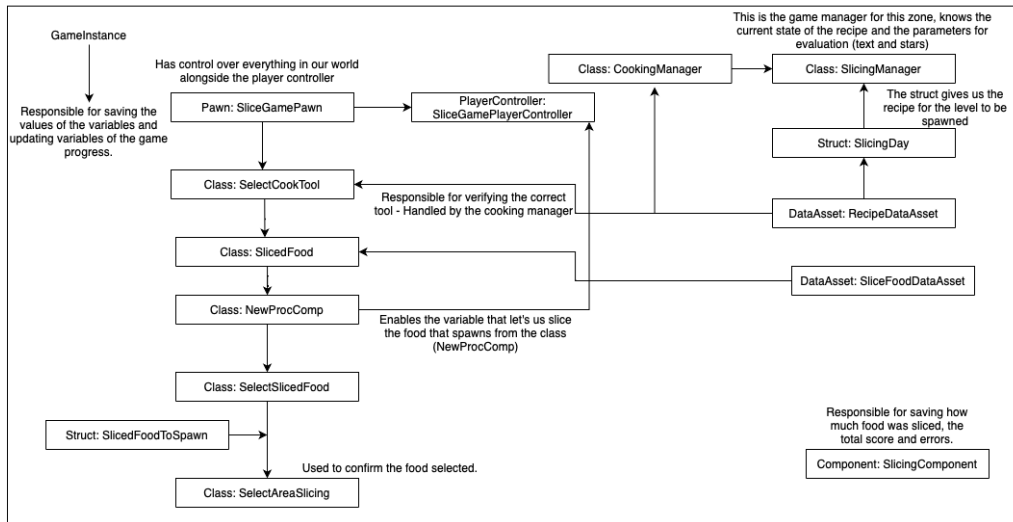 This is the game manager for this zone, knows the
current state of the recipe and the parameters for
evaluation (text and stars)
GameInstance
Has control over everything in our world
alongside the player controller
Class: CookingManager
Class: SlicingManager
The struct gives us the
recipe for the level to be
spawned
Responsible for saving the
values of the variables and
updating variables of the game
progress.
Pawn: SliceGamePawn
PlayerController:
SliceGamePlayerController
Struct: SlicingDay
Class: SelectCookTool
Responsible for verifying the correct
tool - Handled by the cooking manager
DataAsset: RecipeDataAsset
Class: SlicedFood
DataAsset: SliceFoodDataAsset
Class: NewProcComp
Enables the variable that let's us slice
the food that spawns from the class
(NewProcComp)
Class: SelectSlicedFood
Struct: SlicedFoodToSpawn
Responsible for saving how
much food was sliced, the
total score and errors.
Used to confirm the food selected.
Component: SlicingComponent
Class: SelectAreaSlicing